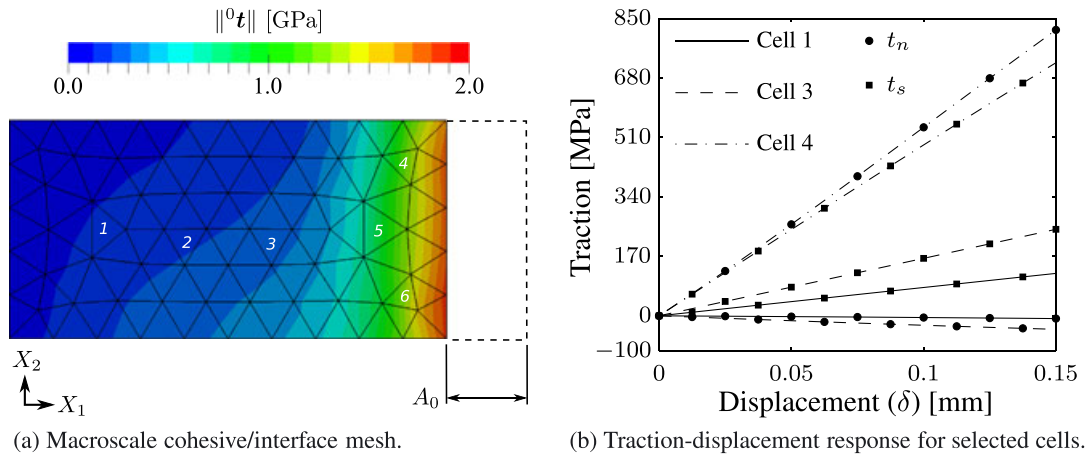 ‖⁰t‖ [GPa]
0.0 1.0 2.0
4
1 2 3 5
6
X₂
X₁
A₀
(a) Macroscale cohesive/interface mesh.
Traction [MPa]
850
680
510
340
170
0
−100
Cell 1
Cell 3
Cell 4
tₙ
tₛ
0 0.05 0.1 0.15
Displacement (δ) [mm]
(b) Traction-displacement response for selected cells.